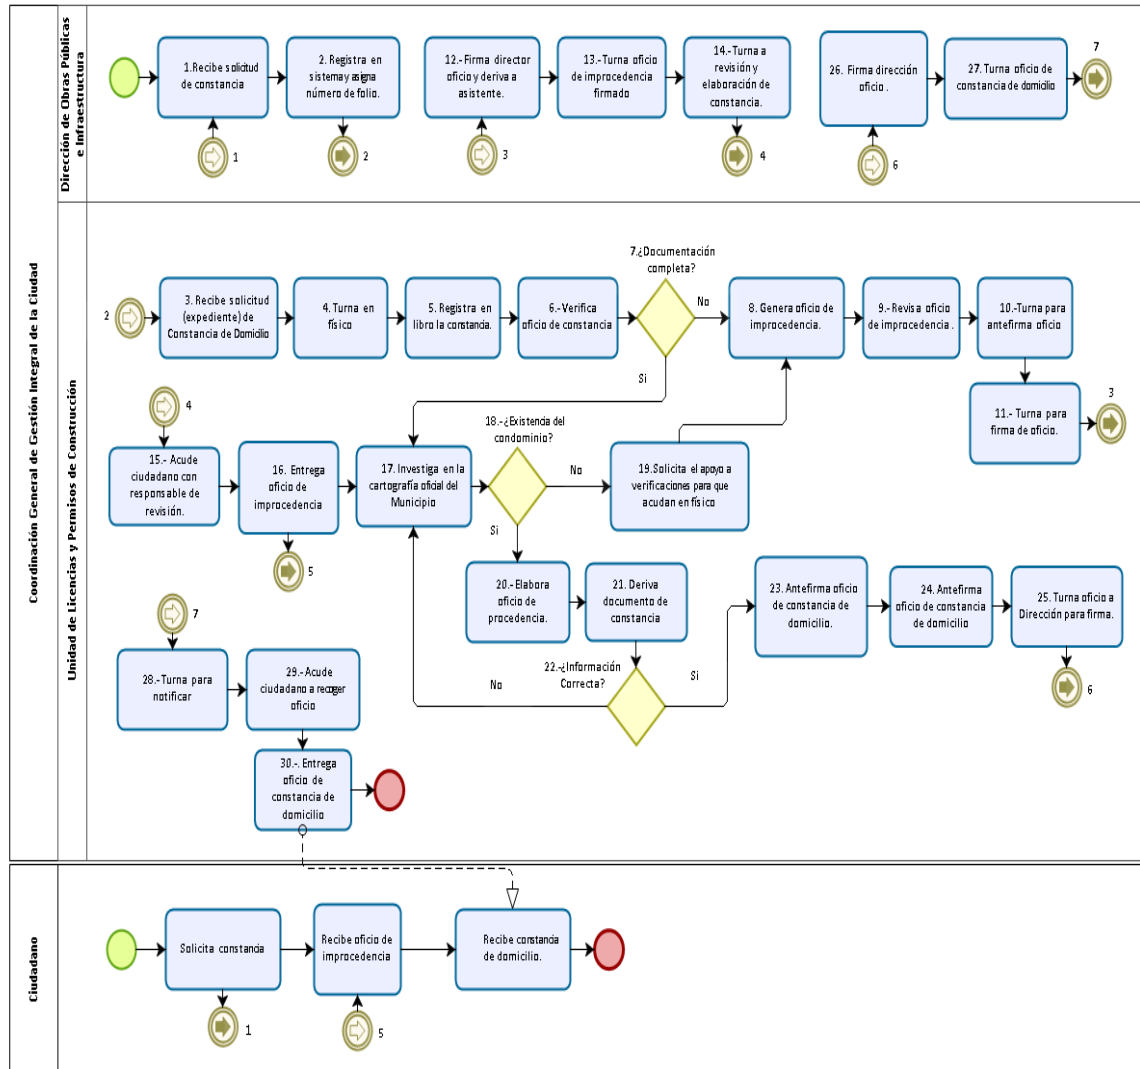 Coordinación General de Gestión Integral de la Ciudad
Dirección de Obras Públicas
e Infraestructura
1.Recibe solicitud
de constancia
2. Registra en
sistema y asigna
número de folio.
12.- Firma director
oficio y deriva a
asistente.
13.- Turna oficio
de improcedencia
firmado
14.- Turna a
revisión y
elaboración de
constancia.
26. Firma dirección
oficio .
27. Turna oficio de
constancia de domicilio
7
1
2
3
4
6
Unidad de Licencias y Permisos de Construcción
2
3. Recibe solicitud
(expediente) de
Constancia de Domicilio
4. Turna en
físico
5. Registra en
libro la constancia.
6.-Verifica
oficio de constancia
7.¿Documentación
completa?
No
Si
8. Genera oficio de
improcedencia.
9.- Revisa oficio
de improcedencia .
10.-Turna para
antefirma oficio
11.- Turna para
firma de oficio.
3
4
15.- Acude
ciudadano con
responsable de
revisión.
16. Entrega
oficio de
improcedencia
5
17. Investiga en la
cartografía oficial del
Municipio
18.-¿Existencia del
condominio?
No
Si
19.Solicita el apoyo a
verificaciones para que
acudan en físico
20.-Elabora
oficio de
procedencia.
21. Deriva
documento de
constancia
22.-¿Información
Correcta?
No
Si
23. Antefirma oficio
de constancia de
domicilio.
24. Antefirma
oficio de constancia
de domicilio
25. Turna oficio a
Dirección para firma.
6
7
28.-Turna para
notificar
29.-Acude
ciudadano a recoger
oficio
30.-. Entrega
oficio de
constancia de
domicilio
Ciudadano
Solicita constancia
Recibe oficio de
improcedencia
Recibe constancia
de domicilio.
1
5